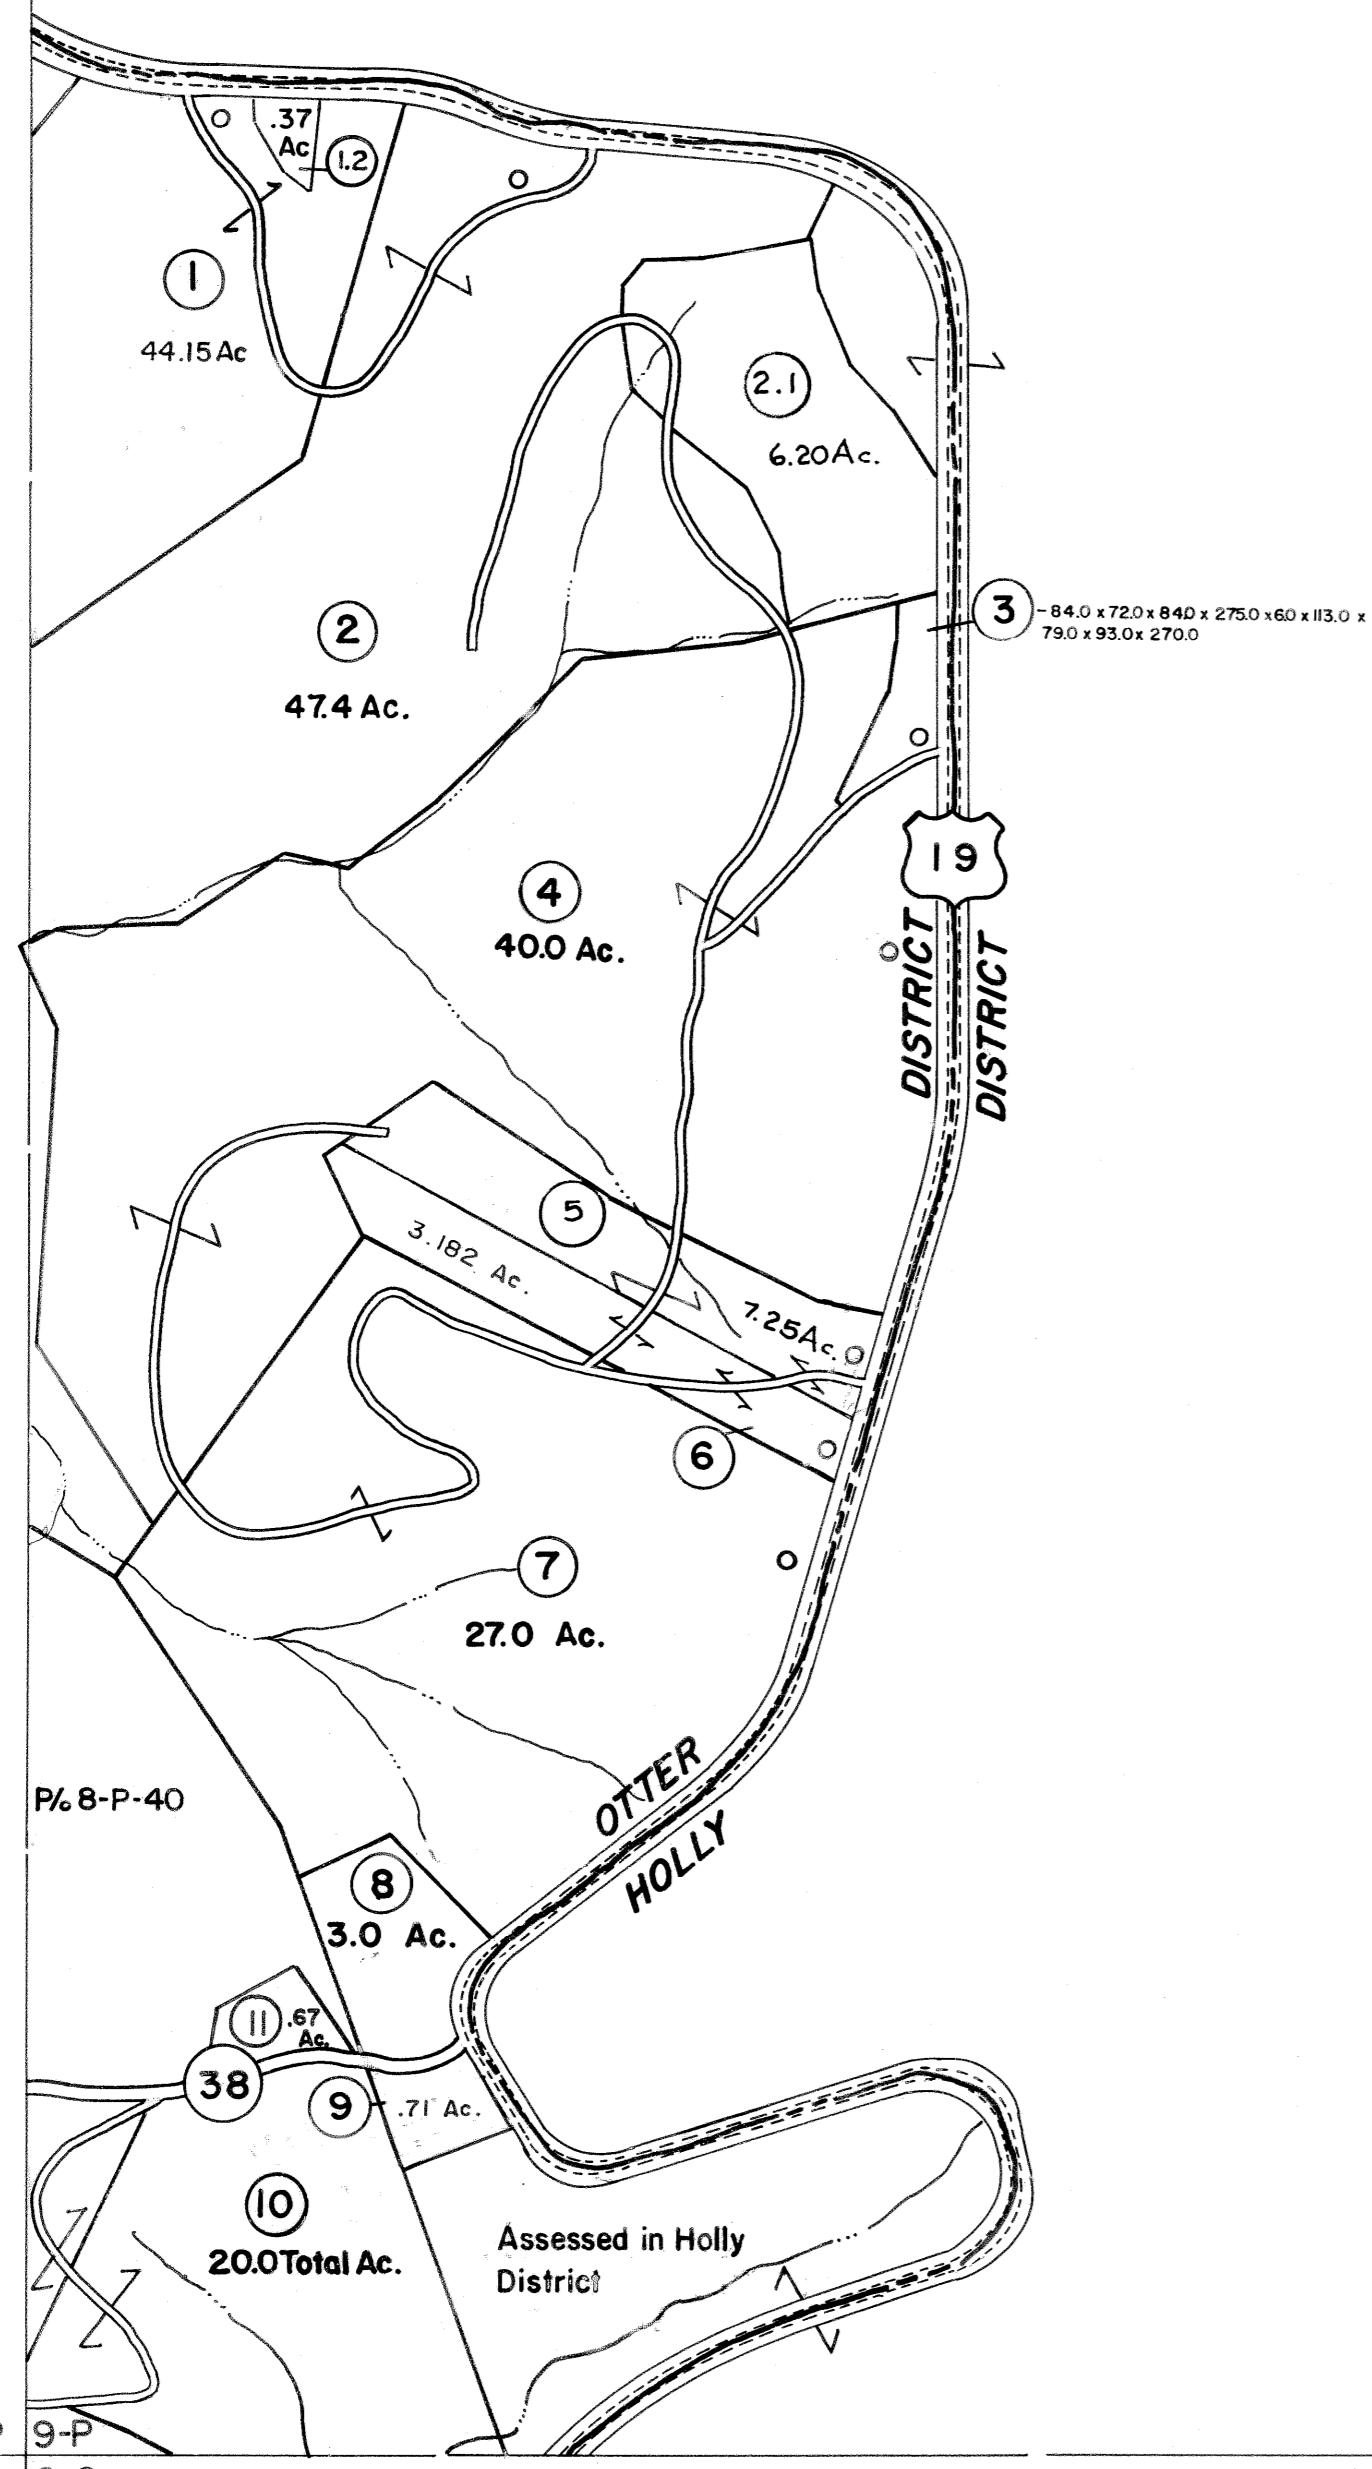 .37
Ac
1.2
1
44.15 Ac
2.1
6.20 Ac.
3
-84.0 x 72.0 x 84.0 x 275.0 x 6.0 x 113.0 x
79.0 x 93.0 x 270.0
2
47.4 Ac.
19
4
40.0 Ac.
DISTRICT
DISTRICT
5
3.182 Ac.
7.25 Ac.
6
7
27.0 Ac.
OTTER
HOLLY
P/o 8-P-40
8
3.0 Ac.
11
.67
Ac.
38
9
.71 Ac.
10
20.0 Total Ac.
Assessed in Holly
District
9-P